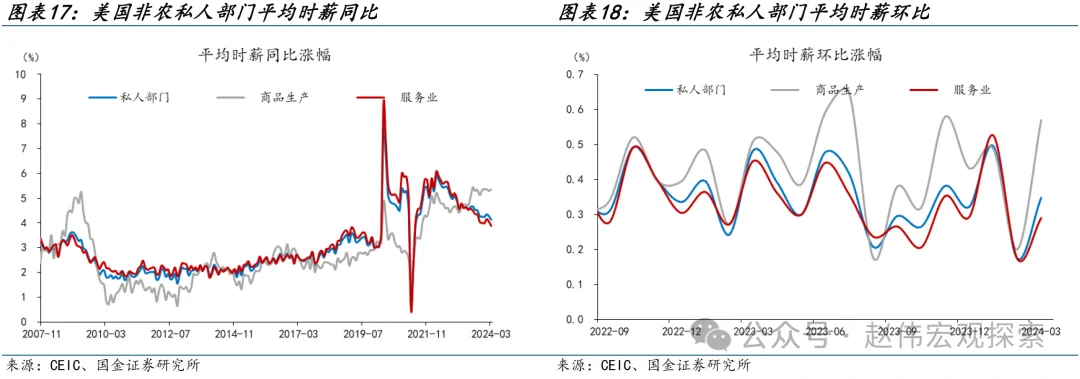 图表17：美国非农私人部门平均时薪同比
平均时薪同比涨幅
(%)
私人部门
商品生产
服务业
10
9
8
7
6
5
4
3
2
1
0
2007-11
2010-03
2012-07
2014-11
2017-03
2019-07
2021-11
2024-03
来源：CEIC、国金证券研究所
图表18：美国非农私人部门平均时薪环比
平均时薪环比涨幅
(%)
私人部门
商品生产
服务业
0.7
0.6
0.5
0.4
0.3
0.2
0.1
0.0
2022-09
2022-12
2023-03
2023-06
2023-09
2023-12
2024-03
来源：CEIC、国金证券研究所
公众号·赵伟宏观探索